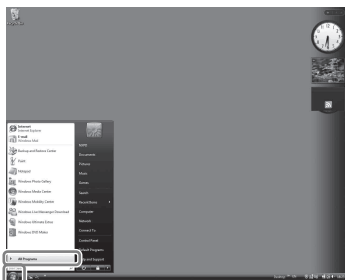 Internet
Internet Explorer
E-mail
Windows Mail
Backup and Restore Center
Paint
Notepad
Windows Photo Gallery
Windows Media Center
Windows Mobility Center
Windows Live Messenger Download
Windows Ultimate Extras
Windows DVD Maker
All Programs
Documents
Pictures
Music
Games
Search
Recent Items
Computer
Network
Connect To
Control Panel
Default Programs
Help and Support